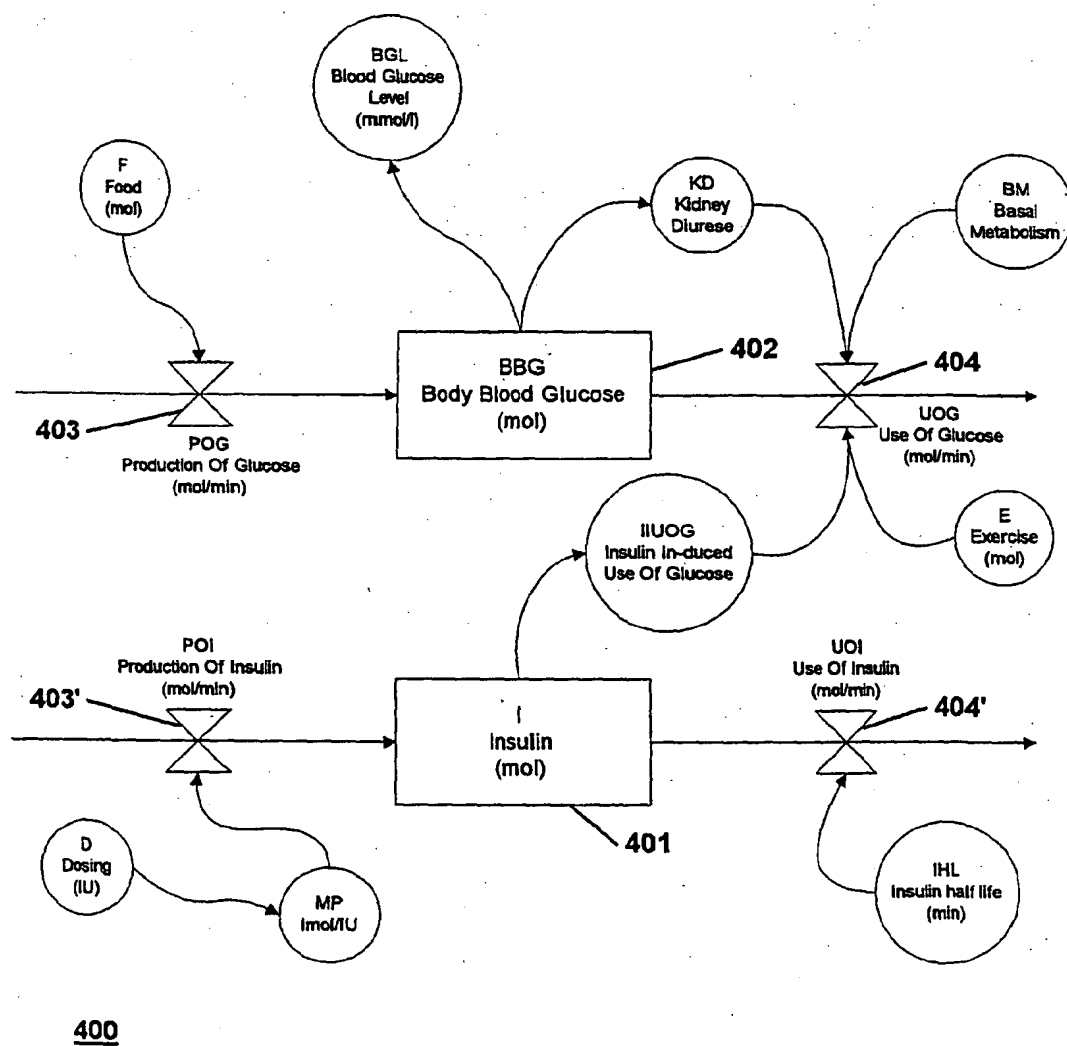 BGL
Blood Glucose
Level
(mmol/l)
F
Food
(mol)
KD
Kidney
Diurese
BM
Basal
Metabolism
402
404
BBG
Body Blood Glucose
(mol)
403
POG
Production Of Glucose
(mol/min)
UOG
Use Of Glucose
(mol/min)
IIUOG
Insulin In-duced
Use Of Glucose
E
Exercise
(mol)
POI
Production Of Insulin
(mol/min)
UOI
Use Of Insulin
(mol/min)
403'
404'
I
Insulin
(mol)
401
D
Dosing
(IU)
MP
Imol/IU
IHL
Insulin half life
(min)
400